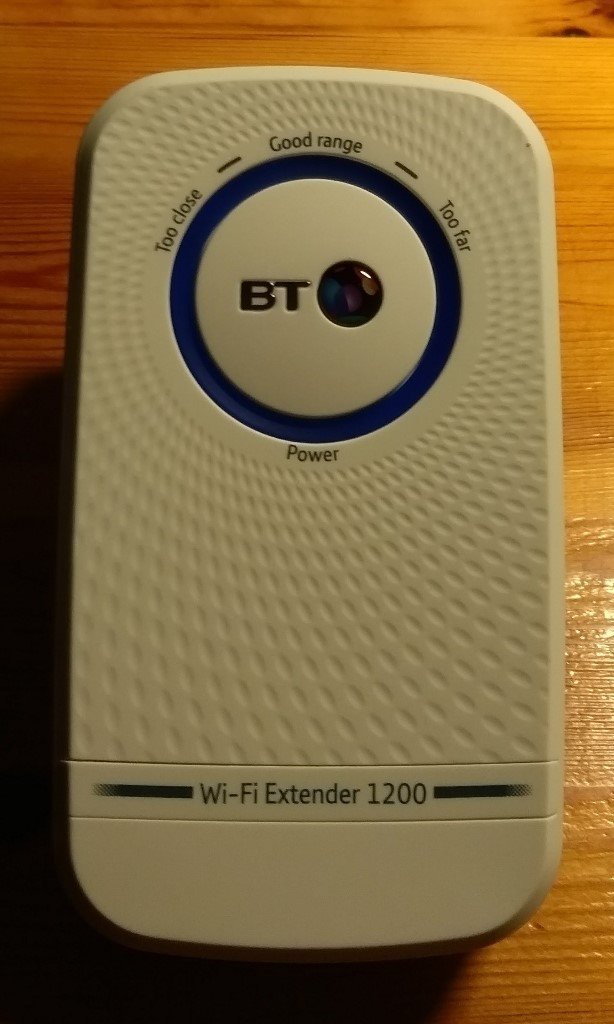 Good range
Too close
Too far
BT
Power
Wi-Fi Extender 1200